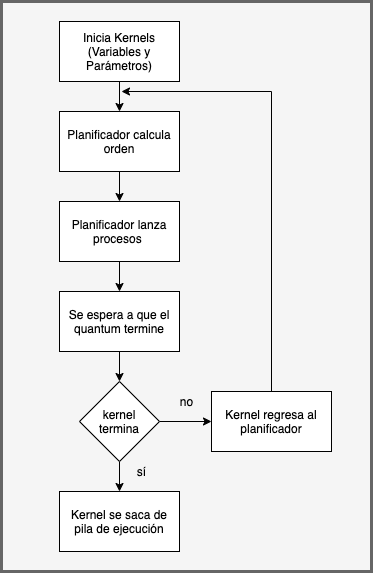 Inicia Kernels
(Variables y
Parámetros)
Planificador calcula
orden
Planificador lanza
procesos
Se espera a que el
quantum termine
kernel
termina
no
Kernel regresa al
planificador
sí
Kernel se saca de
pila de ejecución